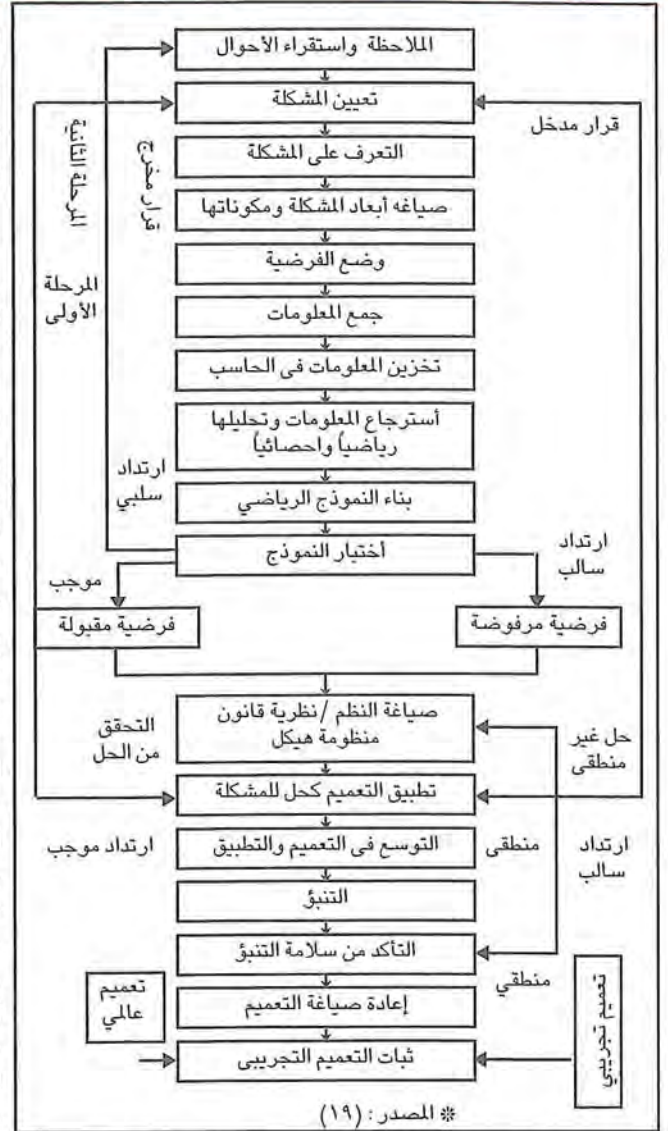 الملاحظة واستقراء الأحوال
تعيين المشكلة
قرار مدخل
التعرف على المشكلة
قرار مخرج
المرحلة الثانية
صياغه أبعاد المشكلة ومكوناتها
وضع الفرضية
المرحلة
الأولى
جمع المعلومات
تخزين المعلومات فى الحاسب
أسترجاع المعلومات وتحليلها
رياضياً واحصائياً
ارتداد
سلبي
بناء النموذج الرياضي
أختبار النموذج
ارتداد
سالب
موجب
فرضية مرفوضة
فرضية مقبولة
صياغة النظم / نظرية قانون
منظومة هيكل
حل غير
منطقى
التحقق
من الحل
تطبيق التعميم كحل للمشكلة
ارتداد
سالب
منطقى
التوسع فى التعميم والتطبيق
ارتداد موجب
التنبؤ
التأكد من سلامة التنبؤ
منطقي
تعميم تجريبي
إعادة صياغة التعميم
تعميم
عالمي
ثبات التعميم التجريبى
* المصدر : (١٩)